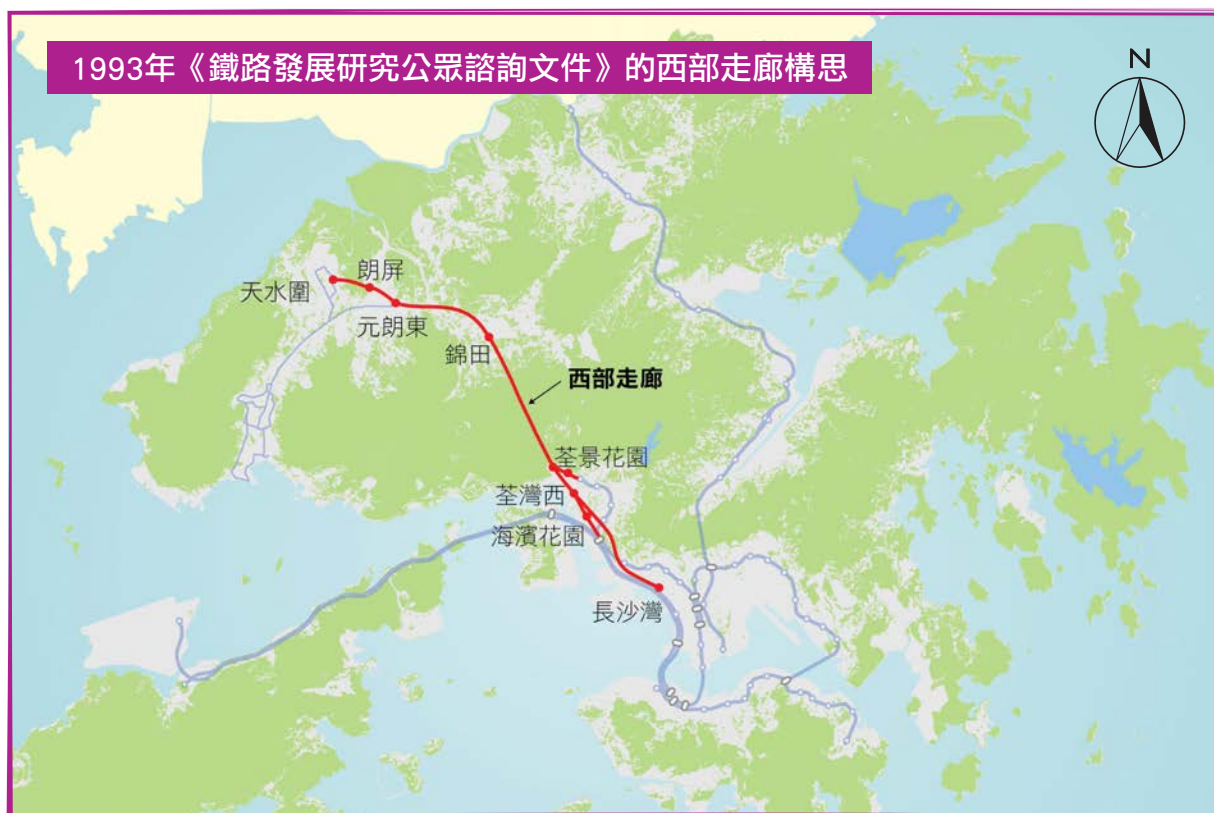 1993年《鐵路發展研究公眾諮詢文件》的西部走廊構思
N
朗屏
天水圍
元朗東
錦田
西部走廊
荃景花園
荃灣西
海濱花園
長沙灣